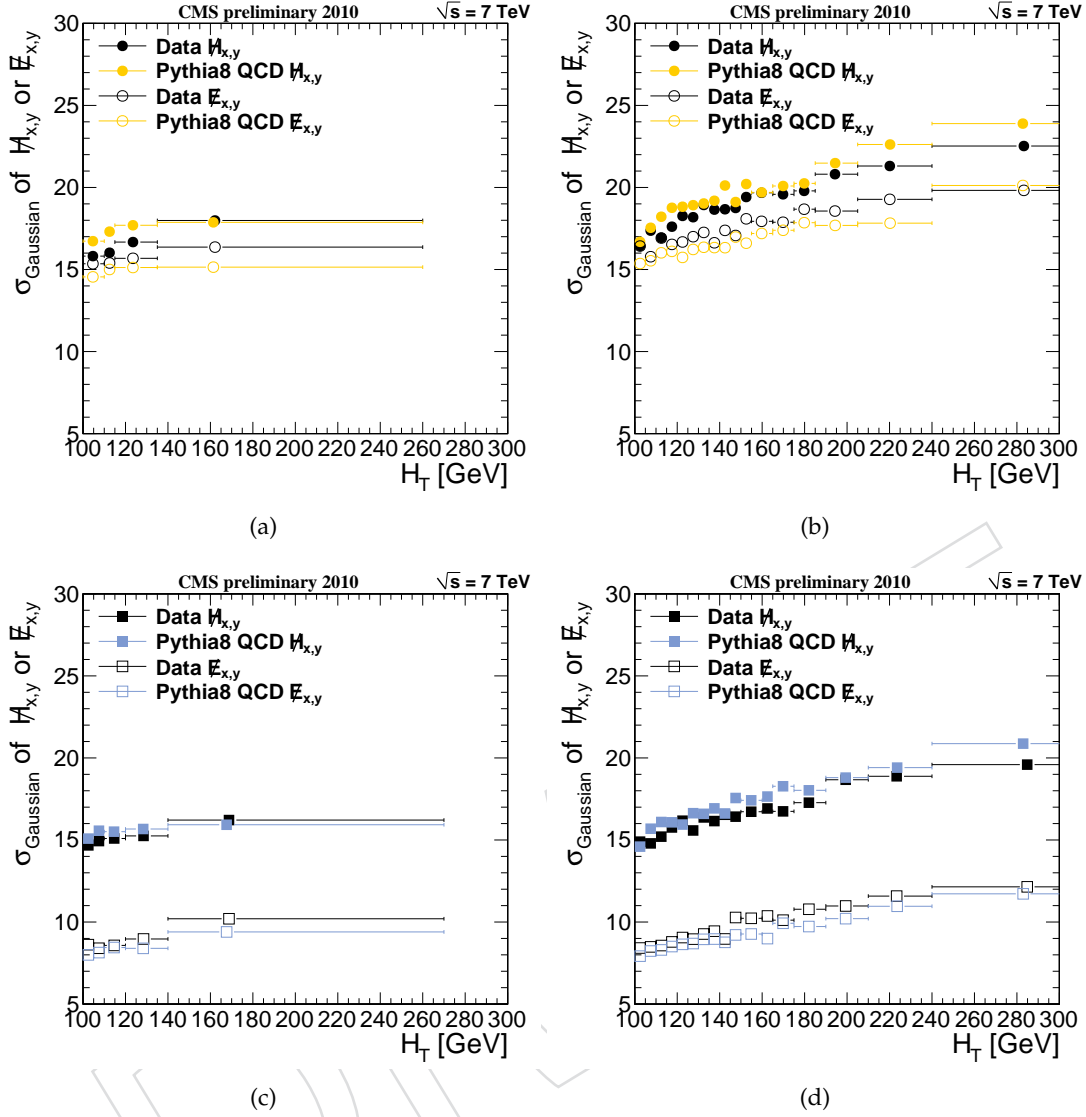 CMS preliminary 2010 √s = 7 TeV
σGaussian of H̸x,y or E̸x,y
30
25
20
15
10
5
Data H̸x,y
Pythia8 QCD H̸x,y
Data E̸x,y
Pythia8 QCD E̸x,y
100 120 140 160 180 200 220 240 260 280 300
HT [GeV]
(a)
CMS preliminary 2010 √s = 7 TeV
σGaussian of H̸x,y or E̸x,y
30
25
20
15
10
5
Data H̸x,y
Pythia8 QCD H̸x,y
Data E̸x,y
Pythia8 QCD E̸x,y
100 120 140 160 180 200 220 240 260 280 300
HT [GeV]
(b)
CMS preliminary 2010 √s = 7 TeV
σGaussian of H̸x,y or E̸x,y
30
25
20
15
10
5
Data H̸x,y
Pythia8 QCD H̸x,y
Data E̸x,y
Pythia8 QCD E̸x,y
100 120 140 160 180 200 220 240 260 280 300
HT [GeV]
(c)
CMS preliminary 2010 √s = 7 TeV
σGaussian of H̸x,y or E̸x,y
30
25
20
15
10
5
Data H̸x,y
Pythia8 QCD H̸x,y
Data E̸x,y
Pythia8 QCD E̸x,y
100 120 140 160 180 200 220 240 260 280 300
HT [GeV]
(d)